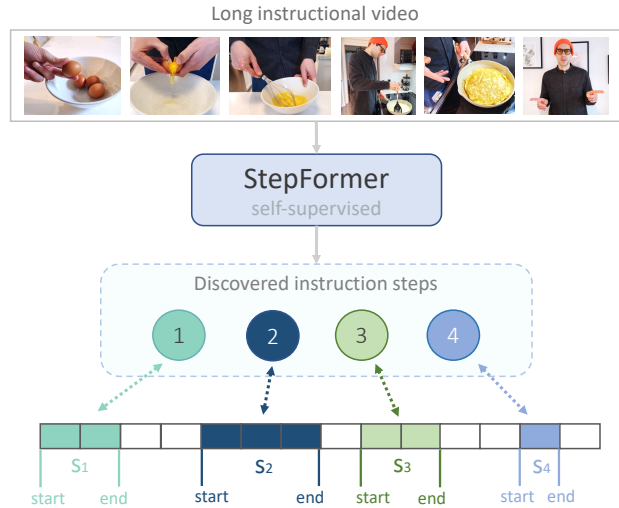 Long instructional video
StepFormer
self-supervised
Discovered instruction steps
1 2 3 4
S1 S2 S3 S4
start end start end start end start end